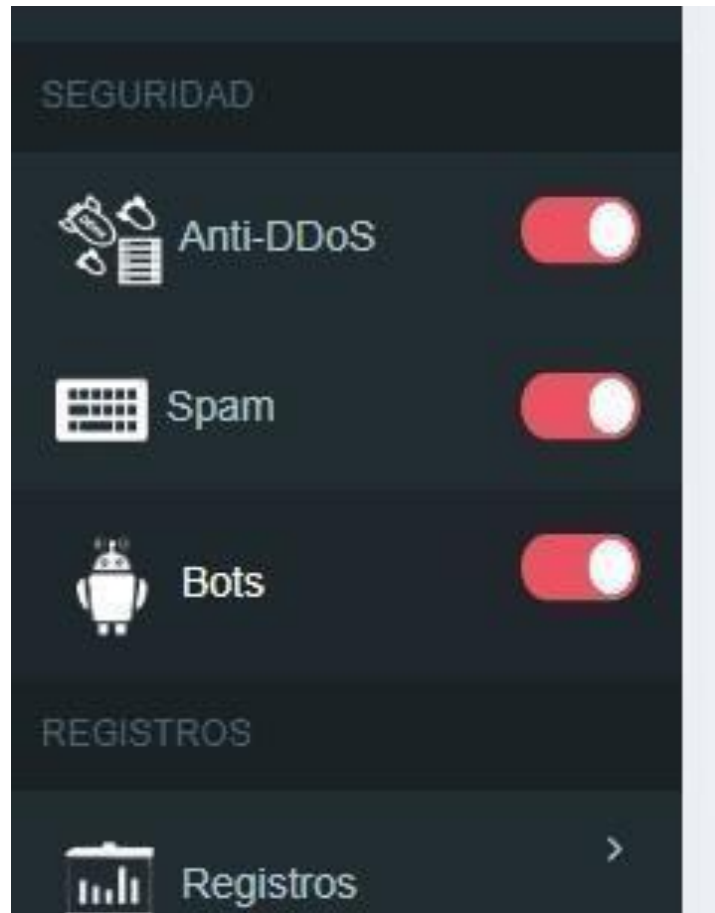 SEGURIDAD
Anti-DDoS
Spam
Bots
REGISTROS
Registros